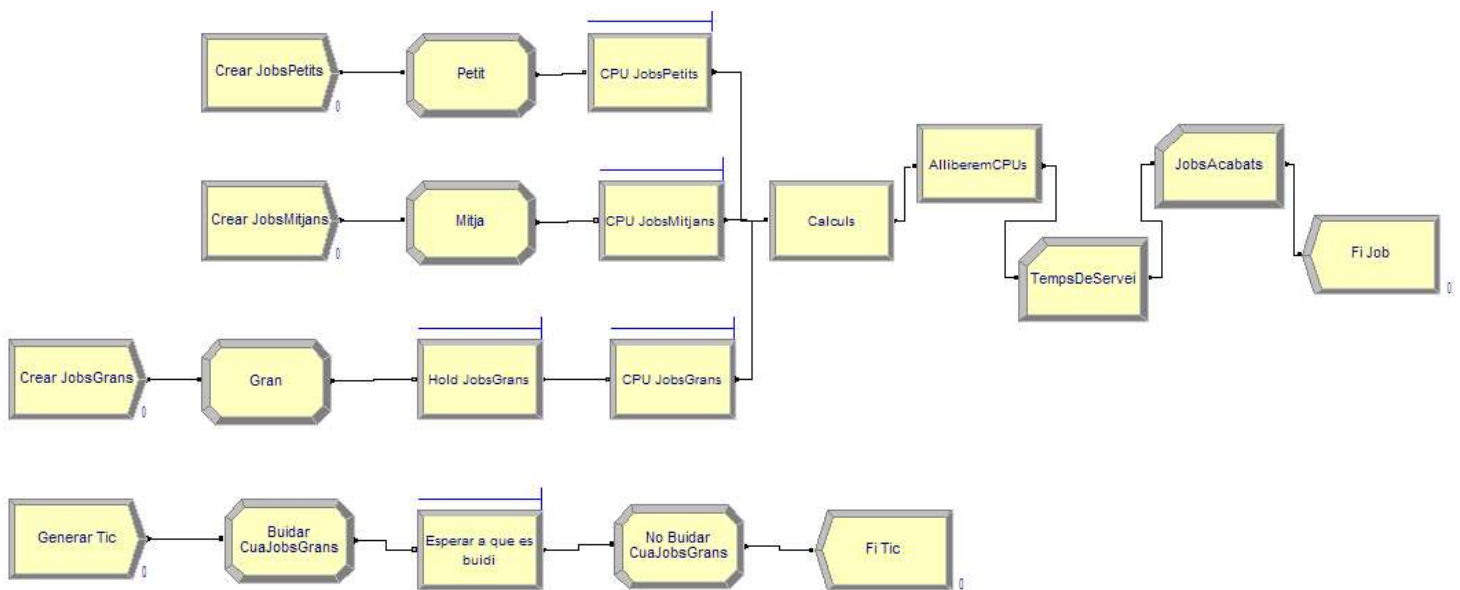 Crear JobsPetits
0
Petit
CPU JobsPetits
Crear JobsMitjans
0
Mitja
CPU JobsMitjans
Calculs
AlliberemCPUs
TempsDeServei
JobsAcabats
Fi Job
0
Crear JobsGrans
0
Gran
Hold JobsGrans
CPU JobsGrans
Generar Tic
0
Buidar
CuaJobsGrans
Esperar a que es
buidi
No Buidar
CuaJobsGrans
Fi Tic
0